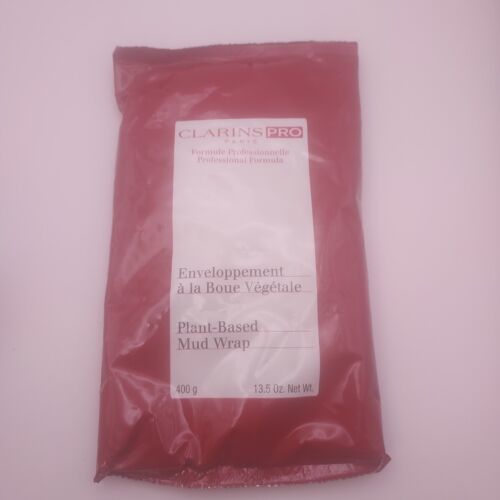 CLARINS PRO
PARIS
Formule Professionnelle
Professional Formula
Enveloppement
à la Boue Végétale
Plant-Based
Mud Wrap
400 g 13.5 Oz. Net Wt.